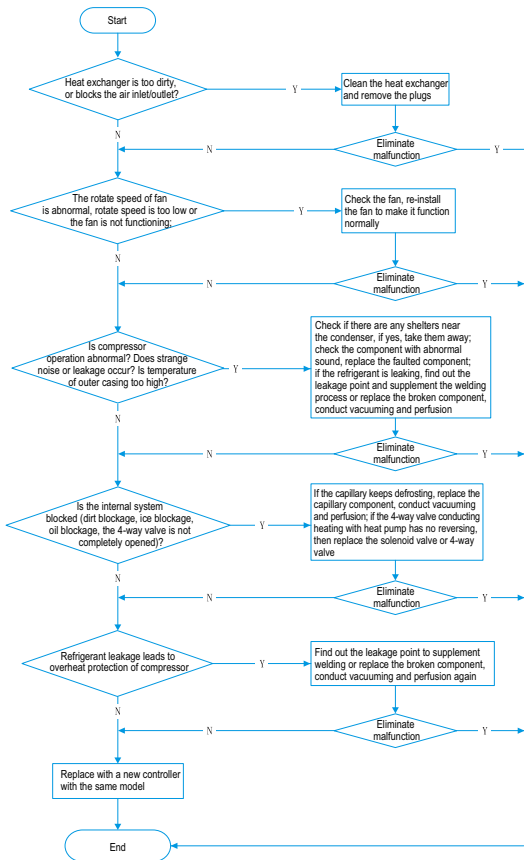 Start
Heat exchanger is too dirty,
or blocks the air inlet/outlet?
Y
Clean the heat exchanger
and remove the plugs
N
N
Eliminate
malfunction
Y
The rotate speed of fan
is abnormal, rotate speed is too low or
the fan is not functioning;
Y
Check the fan, re-install
the fan to make it function
normally
N
N
Eliminate
malfunction
Y
Is compressor
operation abnormal? Does strange
noise or leakage occur? Is temperature
of outer casing too high?
Y
Check if there are any shelters near
the condenser, if yes, take them away;
check the component with abnormal
sound, replace the faulted component;
if the refrigerant is leaking, find out the
leakage point and supplement the welding
process or replace the broken component,
conduct vacuuming and perfusion
N
N
Eliminate
malfunction
Y
Is the internal system
blocked (dirt blockage, ice blockage,
oil blockage, the 4-way valve is not
completely opened)?
Y
If the capillary keeps defrosting, replace the
capillary component, conduct vacuuming
and perfusion; if the 4-way valve conducting
heating with heat pump has no reversing,
then replace the solenoid valve or 4-way
valve
N
N
Eliminate
malfunction
Y
Refrigerant leakage leads to
overheat protection of compressor
Y
Find out the leakage point to supplement
welding or replace the broken component,
conduct vacuuming and perfusion again
N
N
Eliminate
malfunction
Y
Replace with a new controller
with the same model
End